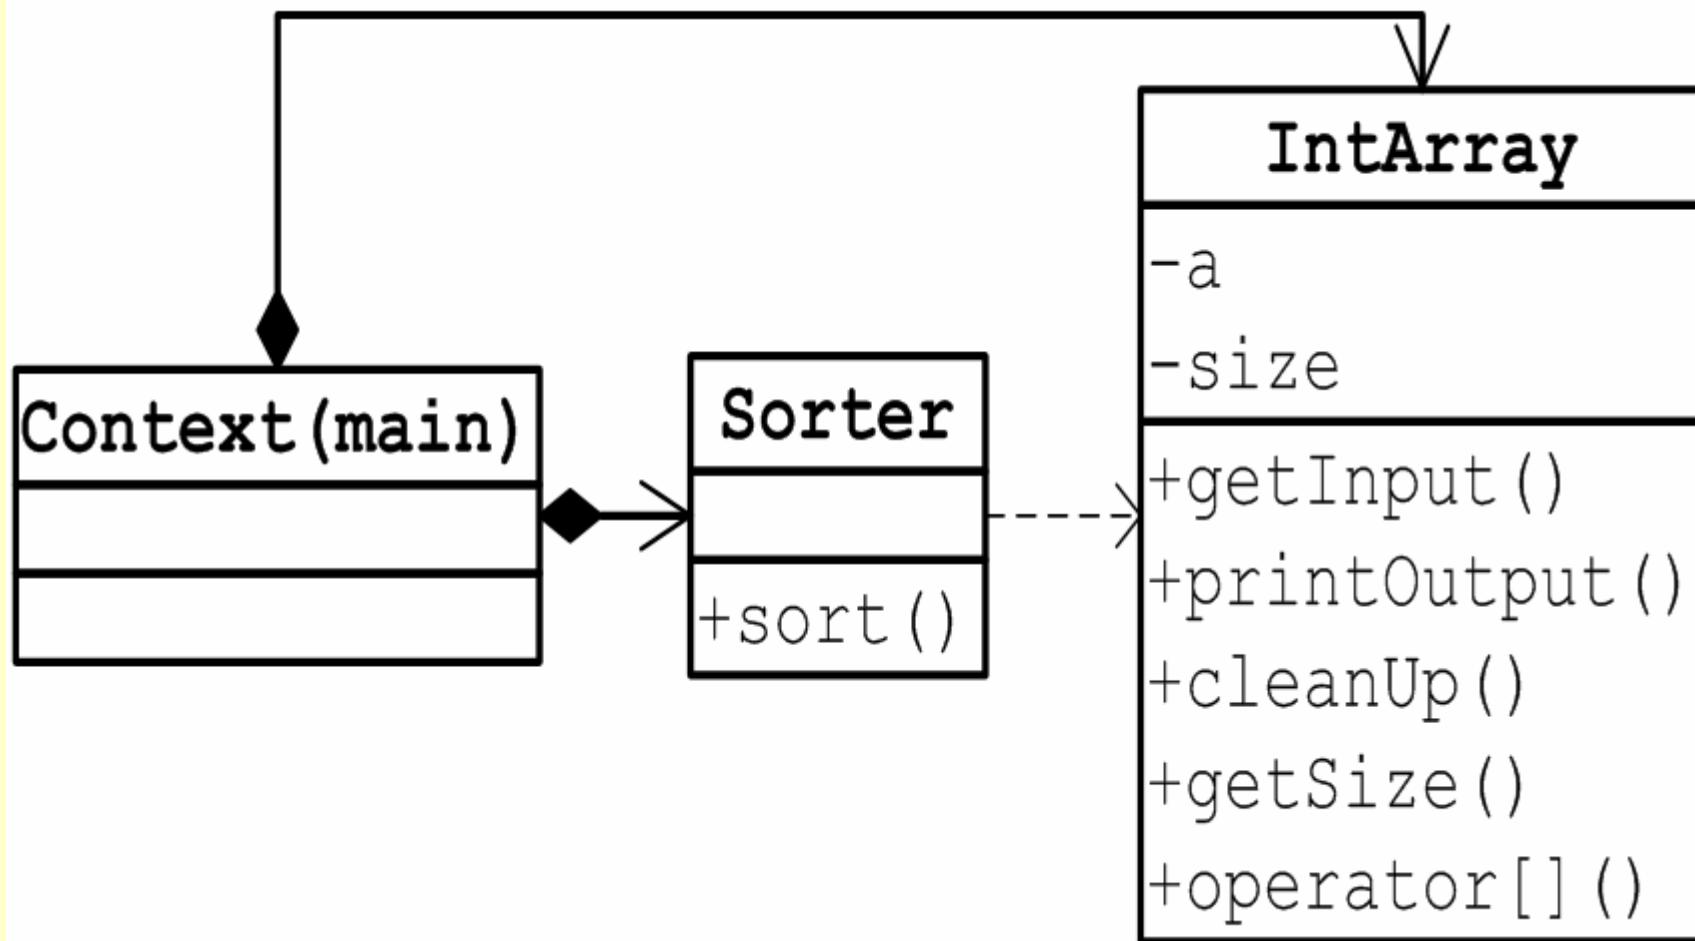 Context(main)
Sorter
+sort()
IntArray
-a
-size
+getInput()
+printOutput()
+cleanUp()
+getSize()
+operator[]()